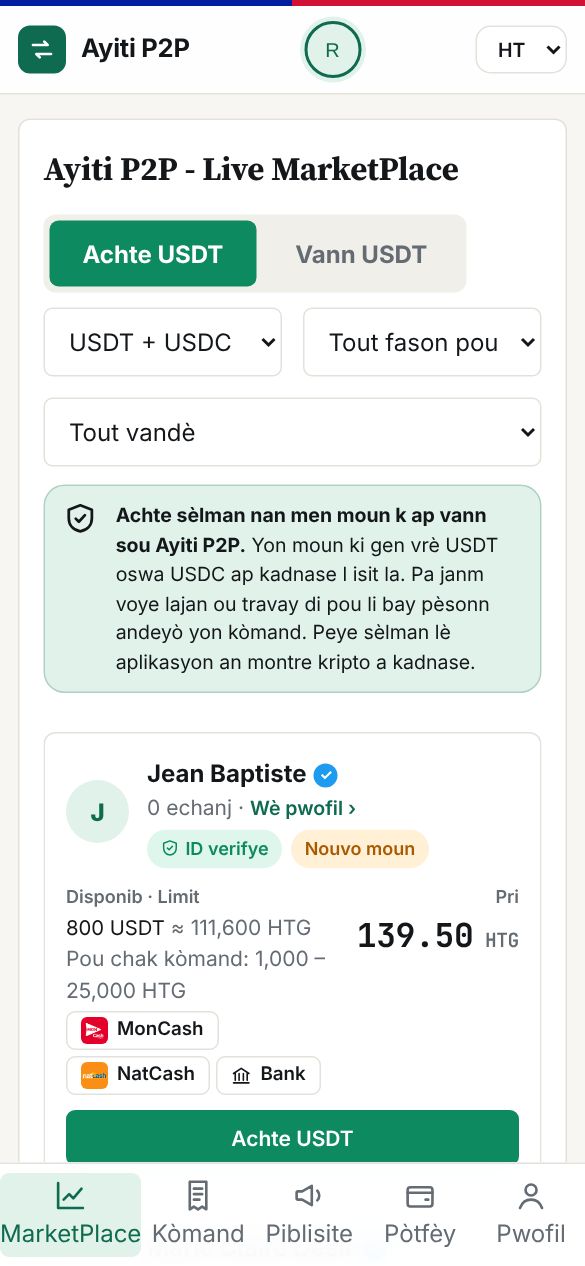 Ayiti P2P
R
HT
Ayiti P2P - Live MarketPlace
Achte USDT
Vann USDT
USDT + USDC
Tout fason pou
Tout vandè
Achte sèlman nan men moun k ap vann
sou Ayiti P2P. Yon moun ki gen vrè USDT
oswa USDC ap kadnase l isit la. Pa janm
voye lajan ou travay di pou li bay pèsonn
andeyò yon kòmand. Peye sèlman lè
aplikasyon an montre kripto a kadnase.
Jean Baptiste
J
0 echanj · Wè pwofil ›
ID verifye
Nouvo moun
Disponib · Limit
Pri
800 USDT ≈ 111,600 HTG
139.50 HTG
Pou chak kòmand: 1,000 –
25,000 HTG
MonCash
NatCash
Bank
Achte USDT
MarketPlace
Kòmand
Piblisite
Pòtfèy
Pwofil